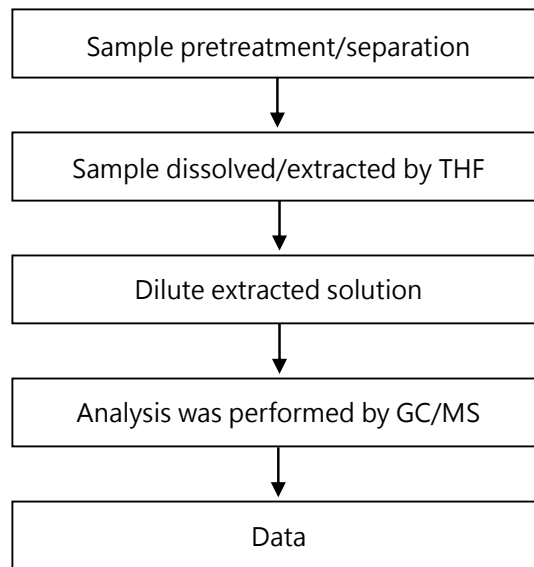 Sample pretreatment/separation
Sample dissolved/extracted by THF
Dilute extracted solution
Analysis was performed by GC/MS
Data